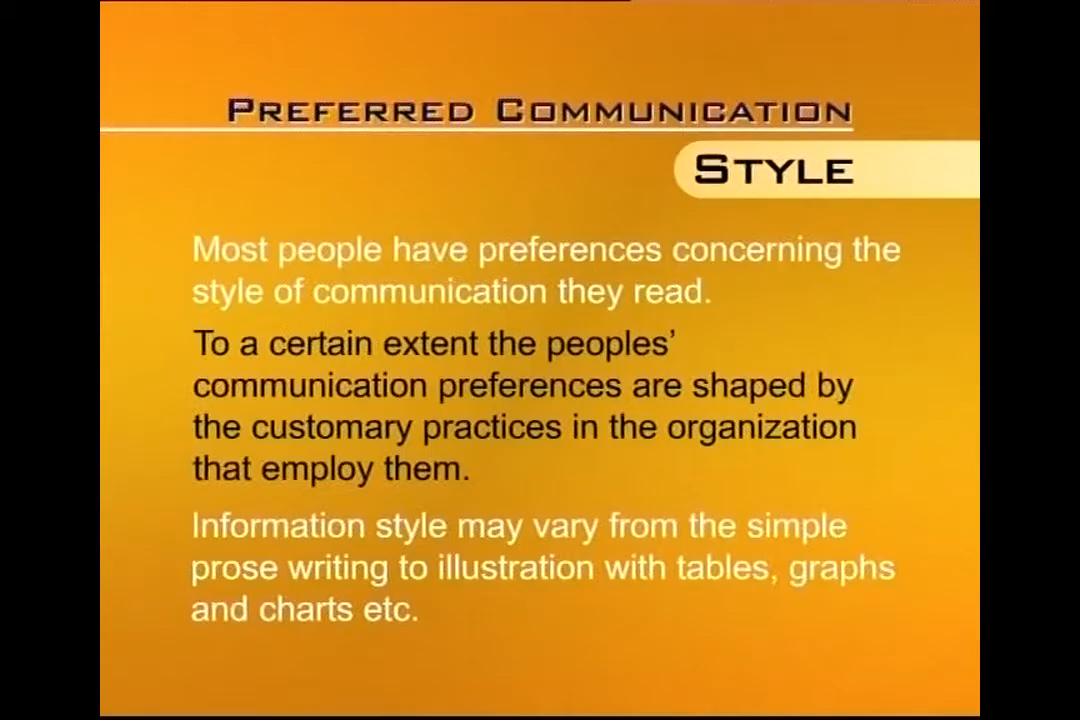 PREFERRED COMMUNICATION
STYLE
Most people have preferences concerning the
style of communication they read.
To a certain extent the peoples’
communication preferences are shaped by
the customary practices in the organization
that employ them.
Information style may vary from the simple
prose writing to illustration with tables, graphs
and charts etc.